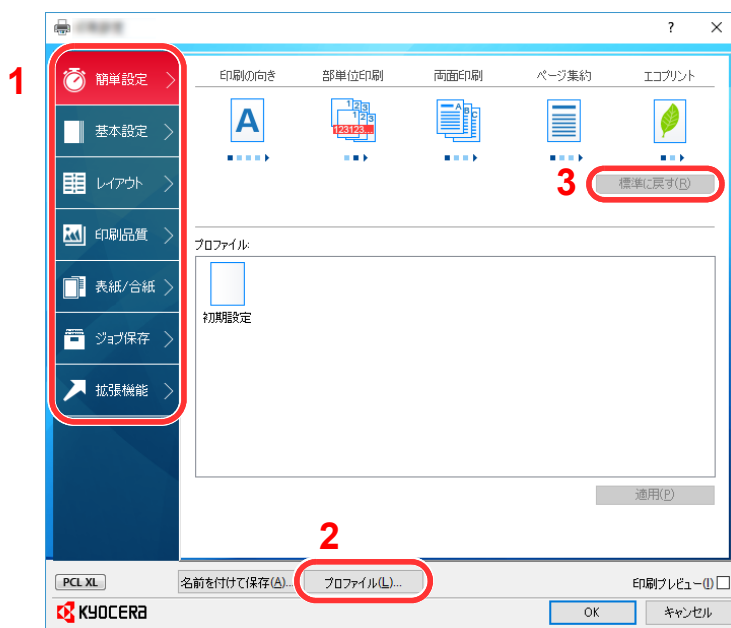 ? ×
1
簡単設定
基本設定
レイアウト
印刷品質
表紙/合紙
ジョブ保存
拡張機能
印刷の向き 部単位印刷 両面印刷 ページ集約 エコプリント
A
123
123
123123...
A B
3
標準に戻す(R)
プロファイル:
初期設定
適用(P)
2
PCL XL 名前を付けて保存(A)... プロファイル(L)... 印刷プレビュー(I)
KYOCERA OK キャンセル